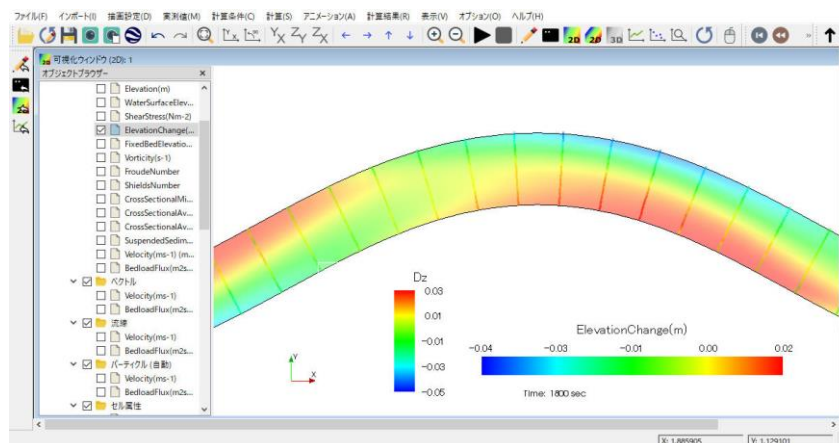 ファイル(F) インポート(I) 描画設定(D) 実測値(M) 計算条件(C) 計算(S) アニメーション(A) 計算結果(R) 表示(V) オプション(O) ヘルプ(H)
可視化ウィンドウ (2D): 1
オブジェクトブラウザー
Elevation(m)
WaterSurfaceElev...
ShearStress(Nm-2)
ElevationChange(...
FixedBedElevatio...
Vorticity(s-1)
FroudeNumber
ShieldsNumber
CrossSectionalMi...
CrossSectionalAv...
CrossSectionalAv...
SuspendedSedim...
Velocity(ms-1) (m...
BedloadFlux(m2s...
ベクトル
Velocity(ms-1)
BedloadFlux(m2s...
流線
Velocity(ms-1)
BedloadFlux(m2s...
パーティクル (自動)
Velocity(ms-1)
BedloadFlux(m2s...
セル属性
Dz
0.03
0.01
-0.01
-0.03
-0.05
Y
X
ElevationChange(m)
-0.04 -0.03 -0.01 0.00 0.02
Time: 1800 sec
X: 1.885905 Y: 1.129101